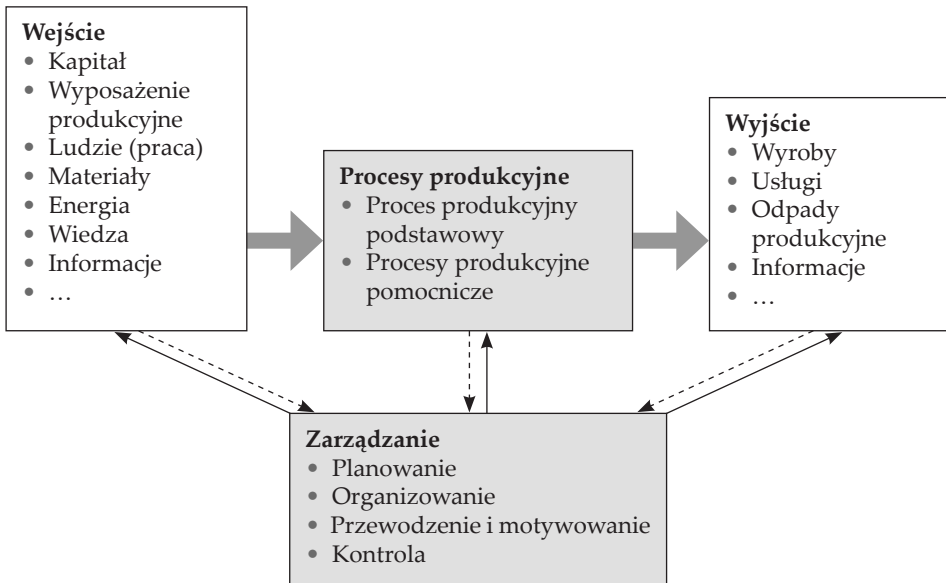 Wejście
• Kapitał
• Wyposażenie
produkcyjne
• Ludzie (praca)
• Materiały
• Energia
• Wiedza
• Informacje
• …
Procesy produkcyjne
• Proces produkcyjny
podstawowy
• Procesy produkcyjne
pomocnicze
Wyjście
• Wyroby
• Usługi
• Odpady
produkcyjne
• Informacje
• …
Zarządzanie
• Planowanie
• Organizowanie
• Przewodzenie i motywowanie
• Kontrola